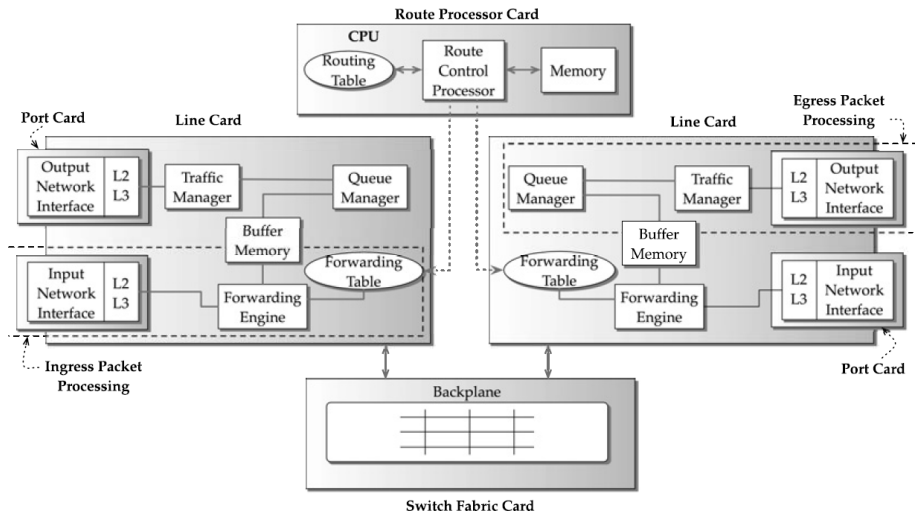 Route Processor Card
CPU
Routing
Table
Route
Control
Processor
Memory
Port Card
Line Card
Output
Network
Interface
L2
L3
Traffic
Manager
Queue
Manager
Buffer
Memory
Input
Network
Interface
L2
L3
Forwarding
Engine
Forwarding
Table
Ingress Packet
Processing
Line Card
Egress Packet
Processing
Queue
Manager
Traffic
Manager
L2
L3
Output
Network
Interface
Buffer
Memory
Forwarding
Table
Forwarding
Engine
L2
L3
Input
Network
Interface
Port Card
Backplane
Switch Fabric Card